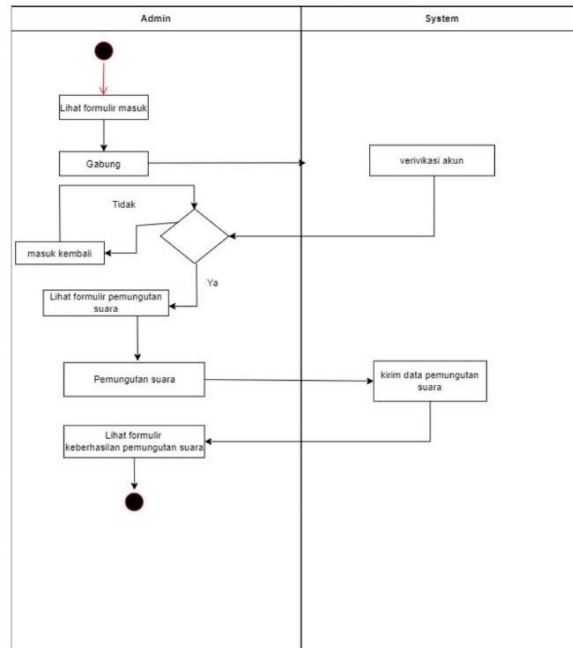 Admin
System
Lihat formulir masuk
Gabung
verivikasi akun
Tidak
masuk kembali
Ya
Lihat formulir pemungutan
suara
Pemungutan suara
kirim data pemungutan
suara
Lihat formulir
keberhasilan pemungutan suara